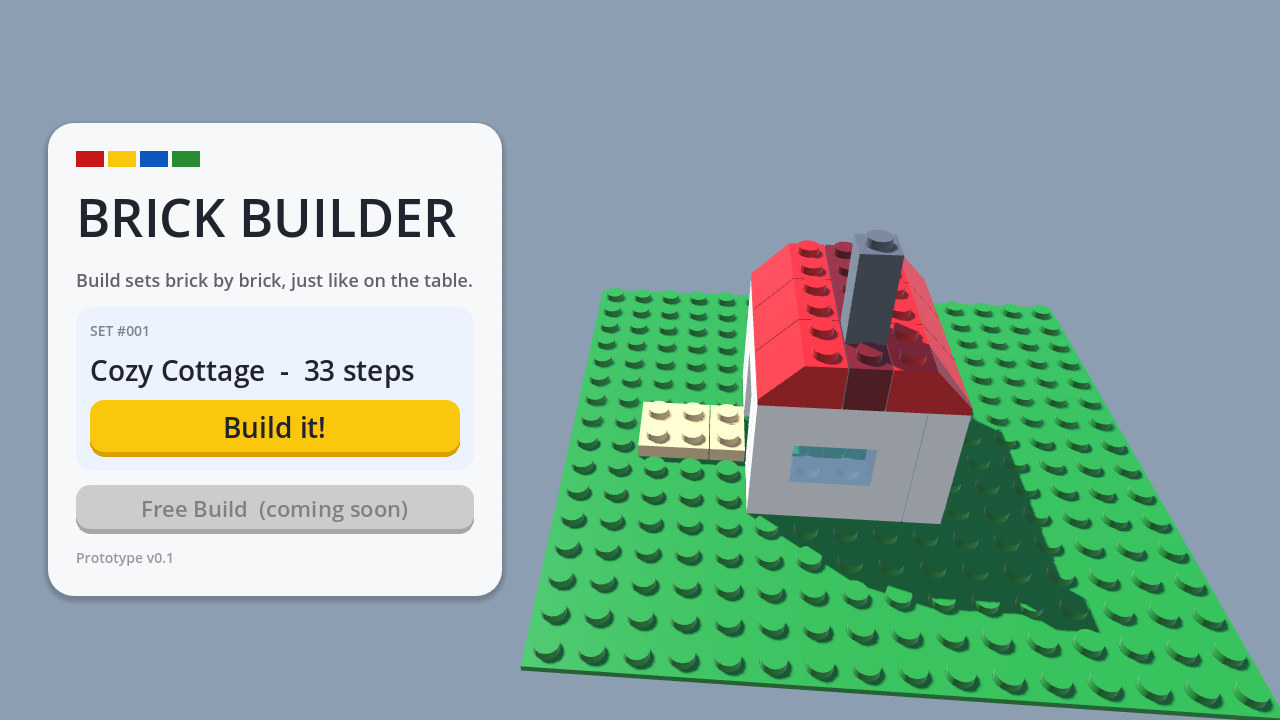 BRICK BUILDER
Build sets brick by brick, just like on the table.
SET #001
Cozy Cottage - 33 steps
Build it!
Free Build (coming soon)
Prototype v0.1